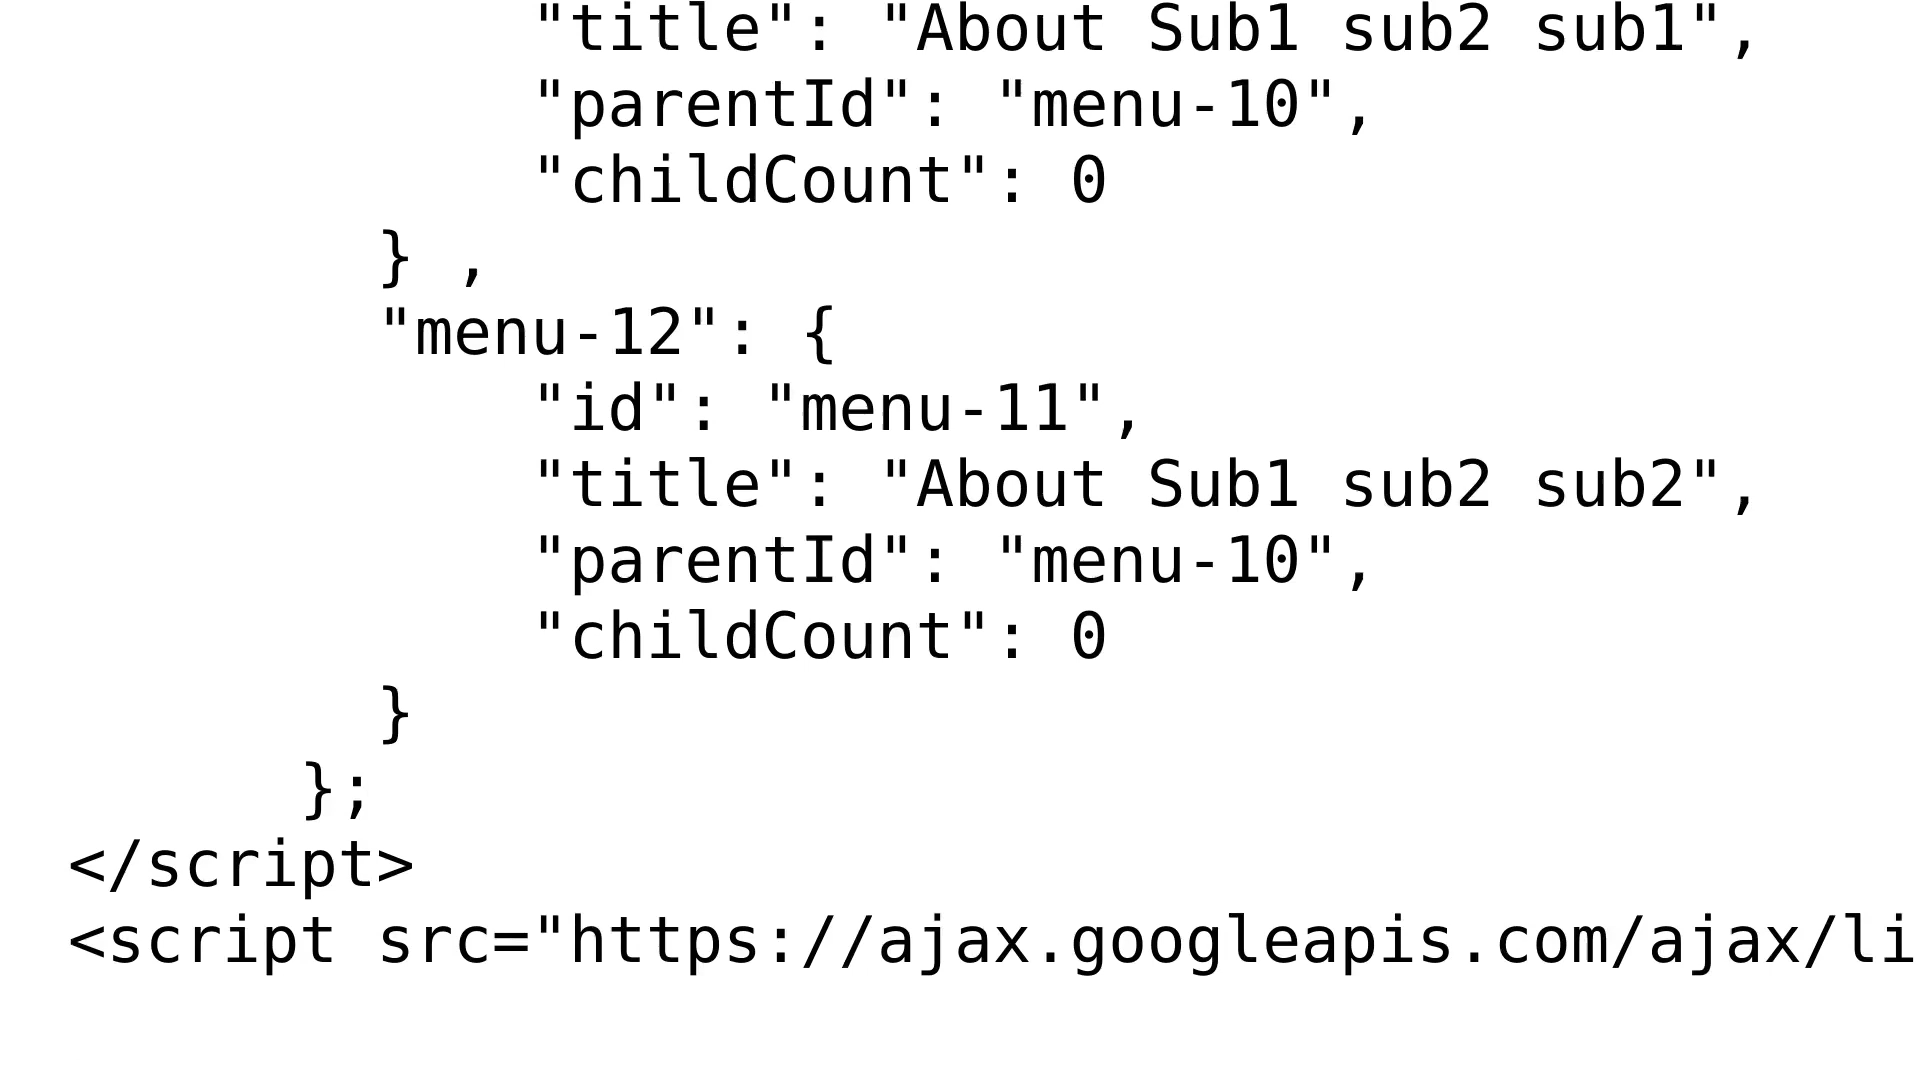 "title": "About Sub1 sub2 sub1",
"parentId": "menu-10",
"childCount": 0
} ,
"menu-12": {
"id": "menu-11",
"title": "About Sub1 sub2 sub2",
"parentId": "menu-10",
"childCount": 0
}
};
</script>
<script src="https://ajax.googleapis.com/ajax/li